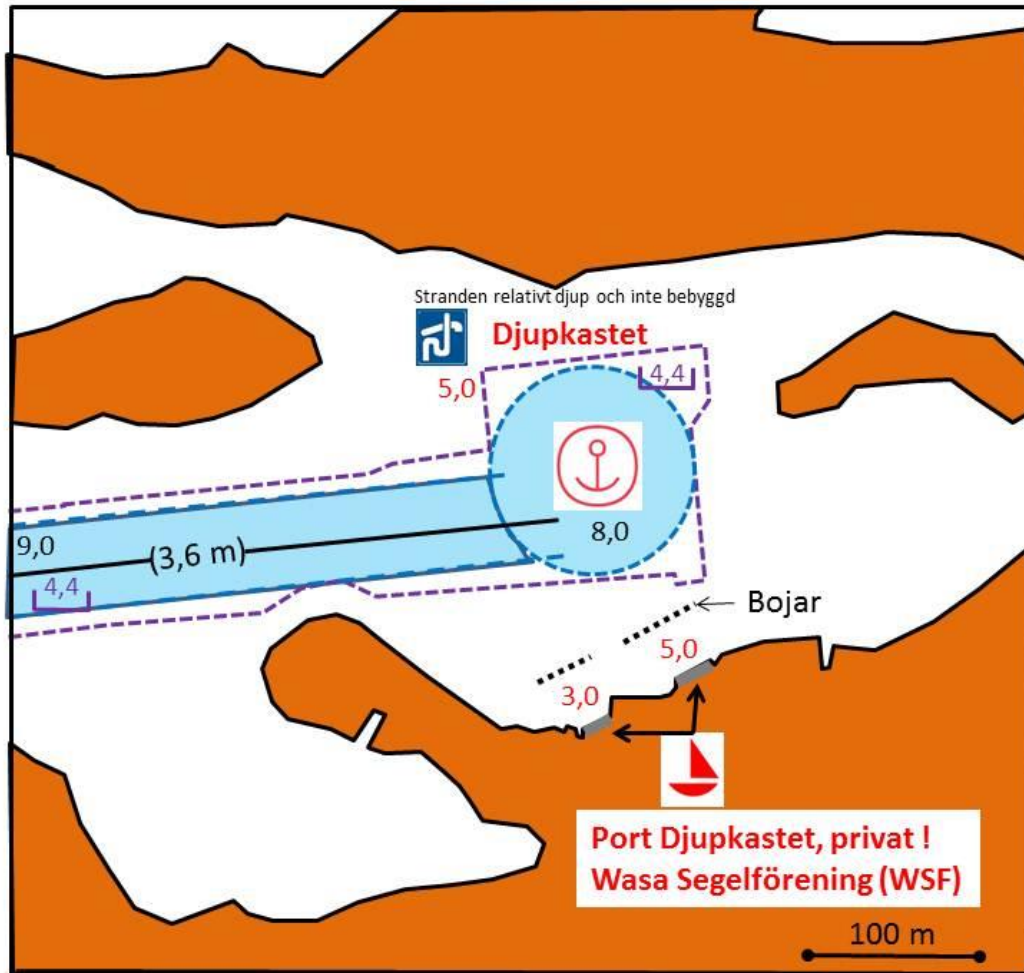 Stranden relativt djup och inte bebyggd
Djupkastet
5,0
4,4
9,0
(3,6 m)
8,0
4,4
Bojar
5,0
3,0
Port Djupkastet, privat !
Wasa Segelförening (WSF)
100 m